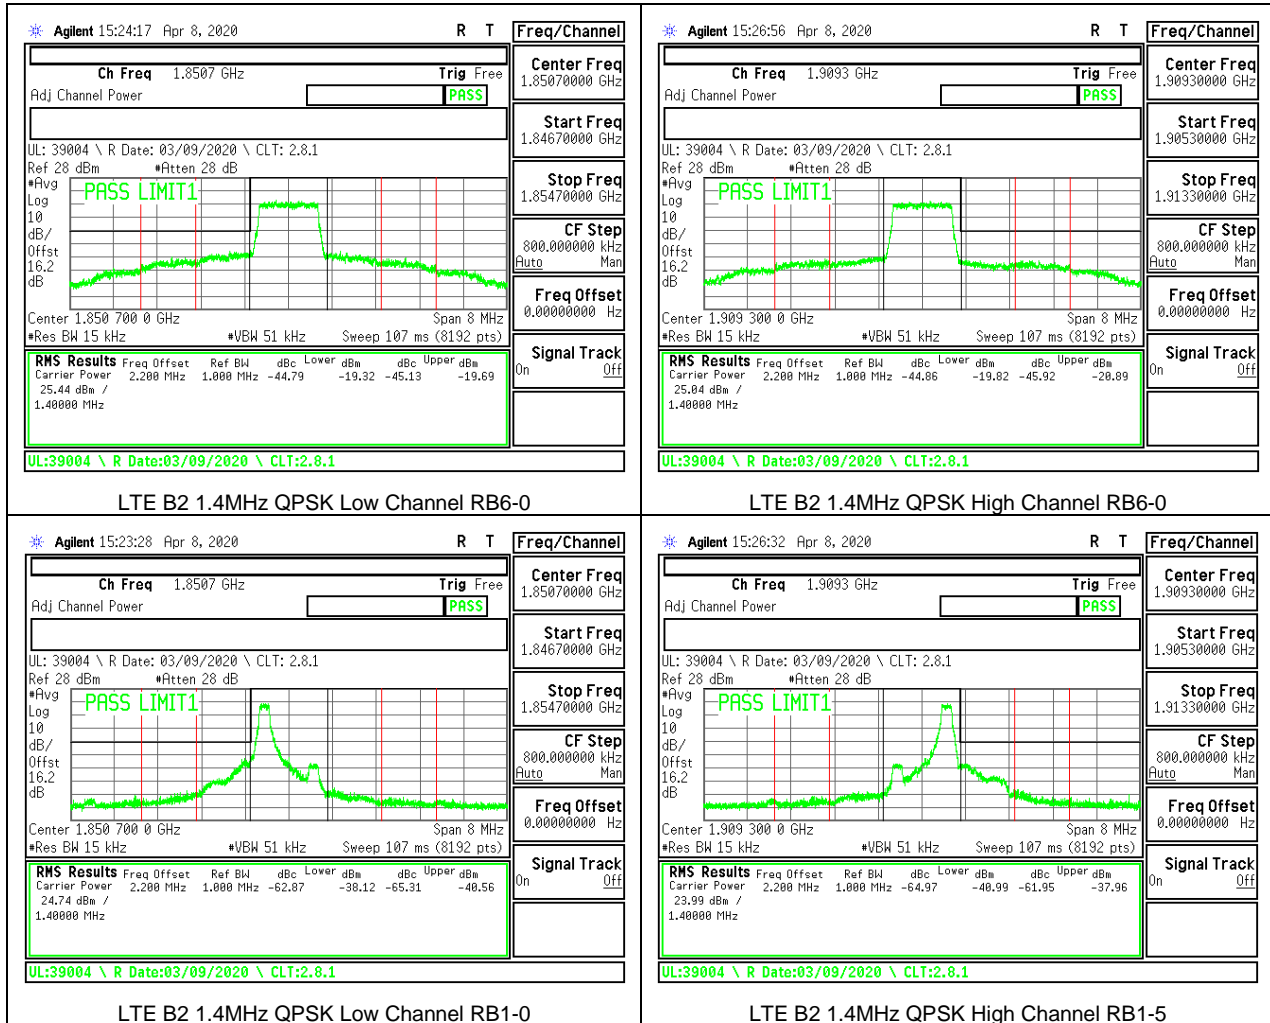 Agilent 15:24:17 Apr 8, 2020 R T Freq/Channel
Ch Freq 1.8507 GHz Trig Free
Adj Channel Power PASS
Center Freq
1.85070000 GHz
Start Freq
1.84670000 GHz
UL: 39004 \ R Date: 03/09/2020 \ CLT: 2.8.1
Ref 28 dBm #Atten 28 dB
#Avg
Log
10
dB/
Offst
16.2
dB
PASS LIMIT1
Stop Freq
1.85470000 GHz
CF Step
800.000000 kHz
Auto Man
Freq Offset
0.00000000 Hz
Center 1.850 700 0 GHz Span 8 MHz
#Res BW 15 kHz #VBW 51 kHz Sweep 107 ms (8192 pts)
Signal Track
On Off
RMS Results Freq Offset Ref BW dBc Lower dBm dBc Upper dBm
Carrier Power 2.200 MHz 1.000 MHz -44.79 -19.32 -45.13 -19.69
25.44 dBm /
1.40000 MHz
UL:39004 \ R Date:03/09/2020 \ CLT:2.8.1
LTE B2 1.4MHz QPSK Low Channel RB6-0
Agilent 15:26:56 Apr 8, 2020 R T Freq/Channel
Ch Freq 1.9093 GHz Trig Free
Adj Channel Power PASS
Center Freq
1.90930000 GHz
Start Freq
1.90530000 GHz
UL: 39004 \ R Date: 03/09/2020 \ CLT: 2.8.1
Ref 28 dBm #Atten 28 dB
#Avg
Log
10
dB/
Offst
16.2
dB
PASS LIMIT1
Stop Freq
1.91330000 GHz
CF Step
800.000000 kHz
Auto Man
Freq Offset
0.00000000 Hz
Center 1.909 300 0 GHz Span 8 MHz
#Res BW 15 kHz #VBW 51 kHz Sweep 107 ms (8192 pts)
Signal Track
On Off
RMS Results Freq Offset Ref BW dBc Lower dBm dBc Upper dBm
Carrier Power 2.200 MHz 1.000 MHz -44.86 -19.82 -45.92 -20.89
25.04 dBm /
1.40000 MHz
UL:39004 \ R Date:03/09/2020 \ CLT:2.8.1
LTE B2 1.4MHz QPSK High Channel RB6-0
Agilent 15:23:28 Apr 8, 2020 R T Freq/Channel
Ch Freq 1.8507 GHz Trig Free
Adj Channel Power PASS
Center Freq
1.85070000 GHz
Start Freq
1.84670000 GHz
UL: 39004 \ R Date: 03/09/2020 \ CLT: 2.8.1
Ref 28 dBm #Atten 28 dB
#Avg
Log
10
dB/
Offst
16.2
dB
PASS LIMIT1
Stop Freq
1.85470000 GHz
CF Step
800.000000 kHz
Auto Man
Freq Offset
0.00000000 Hz
Center 1.850 700 0 GHz Span 8 MHz
#Res BW 15 kHz #VBW 51 kHz Sweep 107 ms (8192 pts)
Signal Track
On Off
RMS Results Freq Offset Ref BW dBc Lower dBm dBc Upper dBm
Carrier Power 2.200 MHz 1.000 MHz -62.87 -38.12 -65.31 -40.56
24.74 dBm /
1.40000 MHz
UL:39004 \ R Date:03/09/2020 \ CLT:2.8.1
LTE B2 1.4MHz QPSK Low Channel RB1-0
Agilent 15:26:32 Apr 8, 2020 R T Freq/Channel
Ch Freq 1.9093 GHz Trig Free
Adj Channel Power PASS
Center Freq
1.90930000 GHz
Start Freq
1.90530000 GHz
UL: 39004 \ R Date: 03/09/2020 \ CLT: 2.8.1
Ref 28 dBm #Atten 28 dB
#Avg
Log
10
dB/
Offst
16.2
dB
PASS LIMIT1
Stop Freq
1.91330000 GHz
CF Step
800.000000 kHz
Auto Man
Freq Offset
0.00000000 Hz
Center 1.909 300 0 GHz Span 8 MHz
#Res BW 15 kHz #VBW 51 kHz Sweep 107 ms (8192 pts)
Signal Track
On Off
RMS Results Freq Offset Ref BW dBc Lower dBm dBc Upper dBm
Carrier Power 2.200 MHz 1.000 MHz -64.97 -40.99 -61.95 -37.96
23.99 dBm /
1.40000 MHz
UL:39004 \ R Date:03/09/2020 \ CLT:2.8.1
LTE B2 1.4MHz QPSK High Channel RB1-5